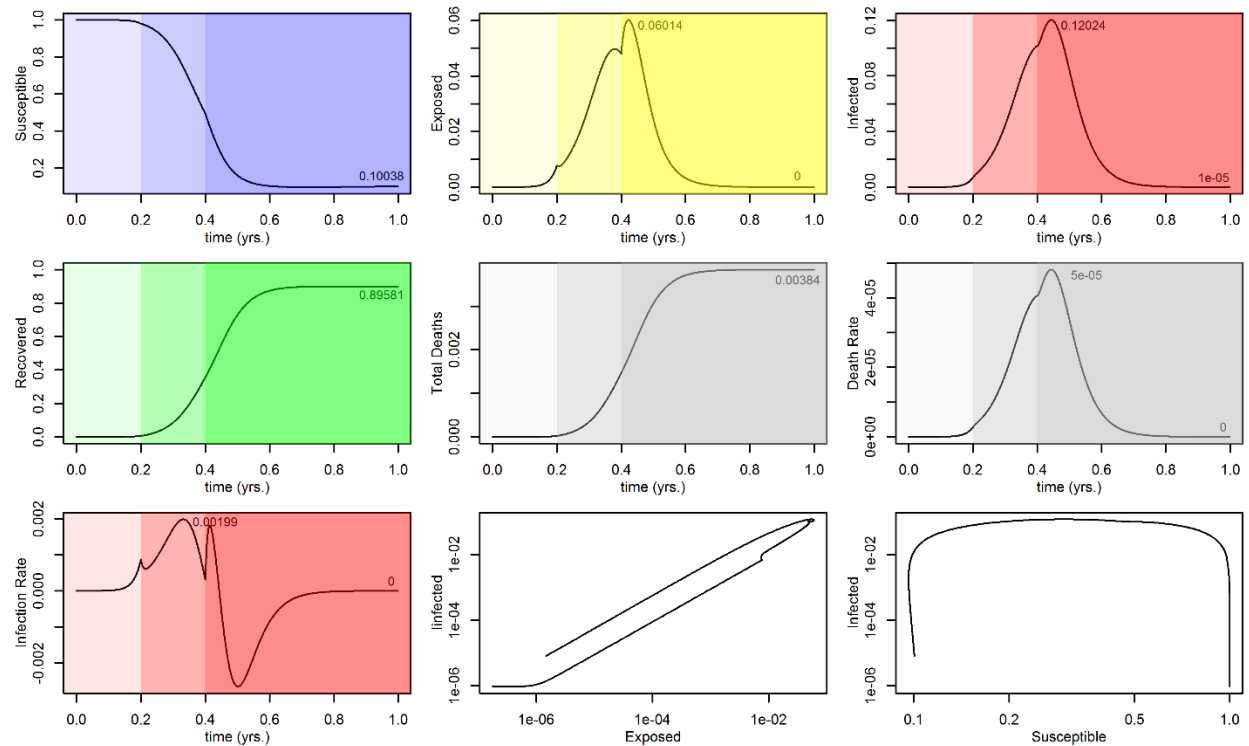 Susceptible
1.0
0.8
0.6
0.4
0.2
0.10038
0.0 0.2 0.4 0.6 0.8 1.0
time (yrs.)
Exposed
0.06
0.04
0.02
0.00
0.06014
0
0.0 0.2 0.4 0.6 0.8 1.0
time (yrs.)
Infected
0.12
0.08
0.04
0.00
0.12024
1e-05
0.0 0.2 0.4 0.6 0.8 1.0
time (yrs.)
Recovered
1.0
0.8
0.6
0.4
0.2
0.0
0.89581
0.0 0.2 0.4 0.6 0.8 1.0
time (yrs.)
Total Deaths
0.002
0.000
0.00384
0.0 0.2 0.4 0.6 0.8 1.0
time (yrs.)
Death Rate
4e-05
2e-05
0e+00
5e-05
0
0.0 0.2 0.4 0.6 0.8 1.0
time (yrs.)
Infection Rate
0.002
0.000
-0.002
0.00199
0
0.0 0.2 0.4 0.6 0.8 1.0
time (yrs.)
Iinfected
1e-02
1e-04
1e-06
1e-06 1e-04 1e-02
Exposed
Infected
1e-02
1e-04
1e-06
0.1 0.2 0.5 1.0
Susceptible